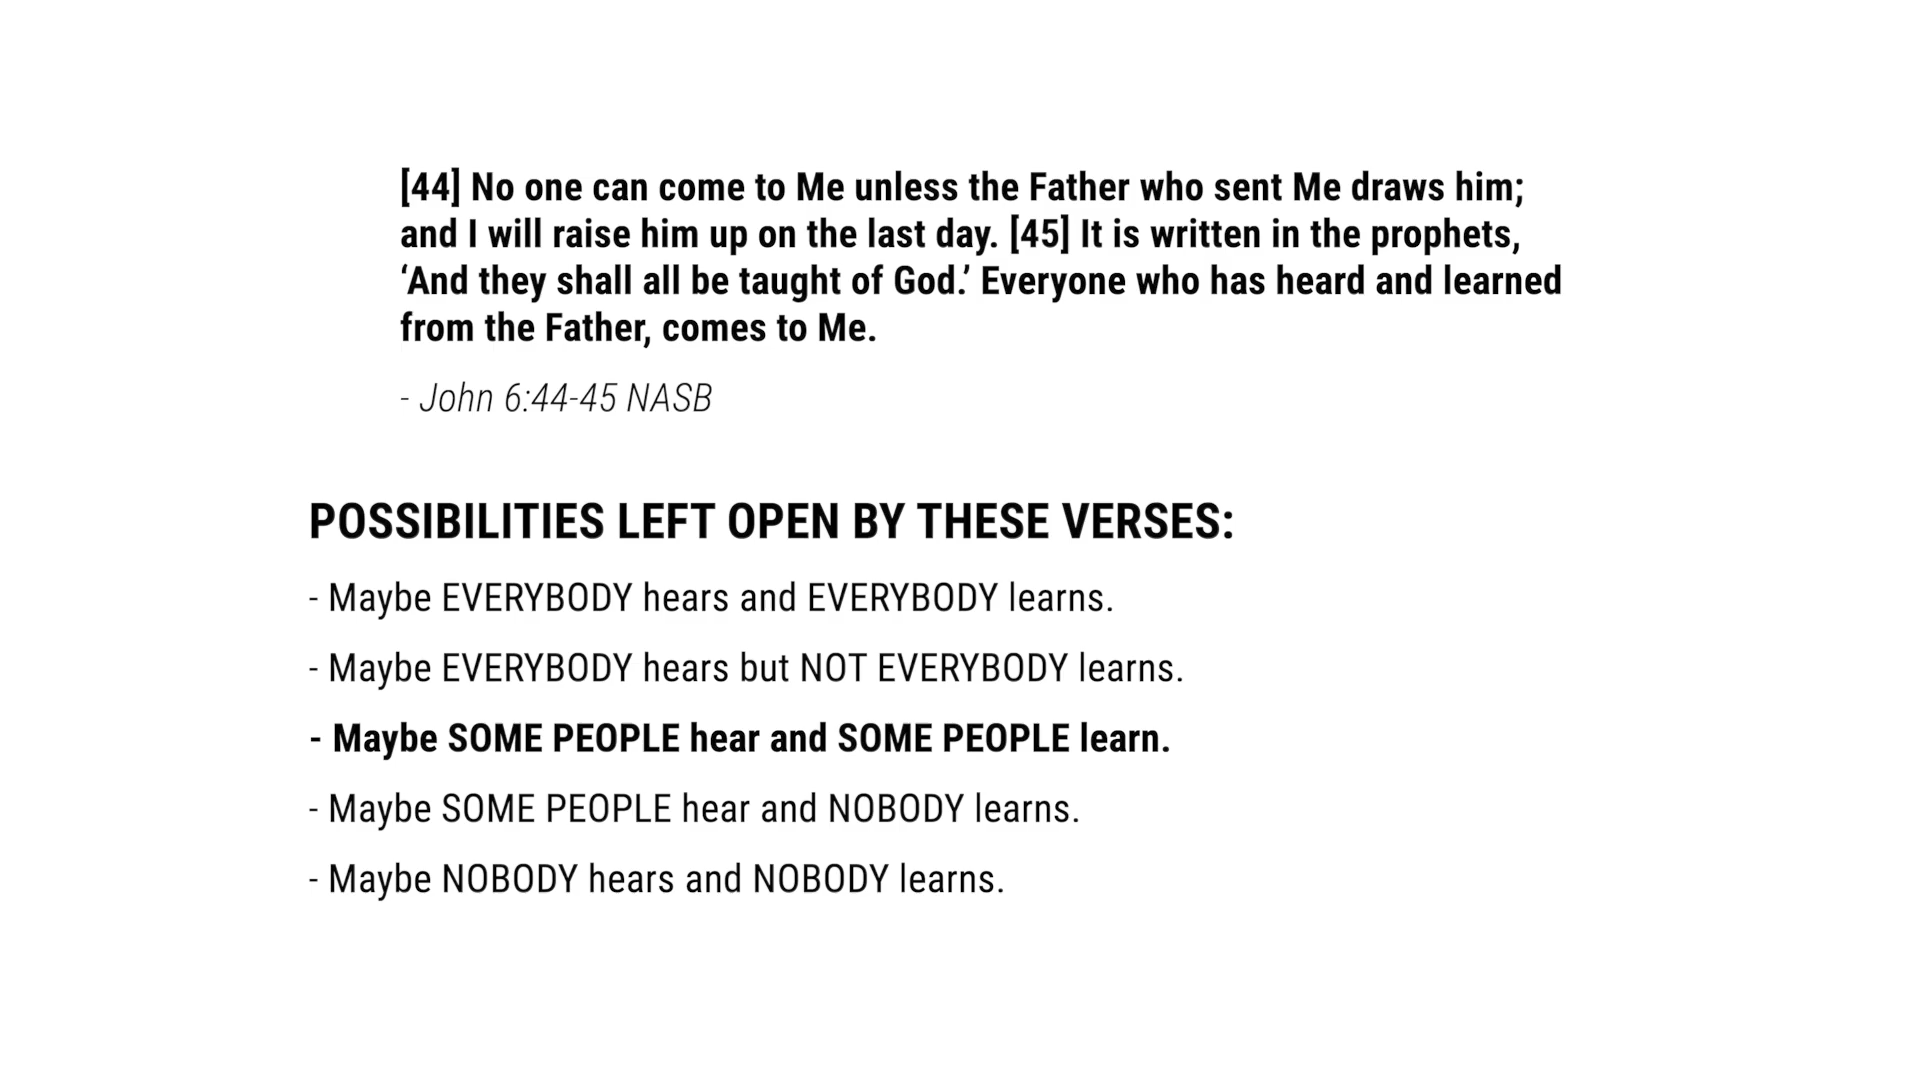 [44] No one can come to Me unless the Father who sent Me draws him;
and I will raise him up on the last day. [45] It is written in the prophets,
‘And they shall all be taught of God.’ Everyone who has heard and learned
from the Father, comes to Me.
- John 6:44-45 NASB
POSSIBILITIES LEFT OPEN BY THESE VERSES:
- Maybe EVERYBODY hears and EVERYBODY learns.
- Maybe EVERYBODY hears but NOT EVERYBODY learns.
- Maybe SOME PEOPLE hear and SOME PEOPLE learn.
- Maybe SOME PEOPLE hear and NOBODY learns.
- Maybe NOBODY hears and NOBODY learns.